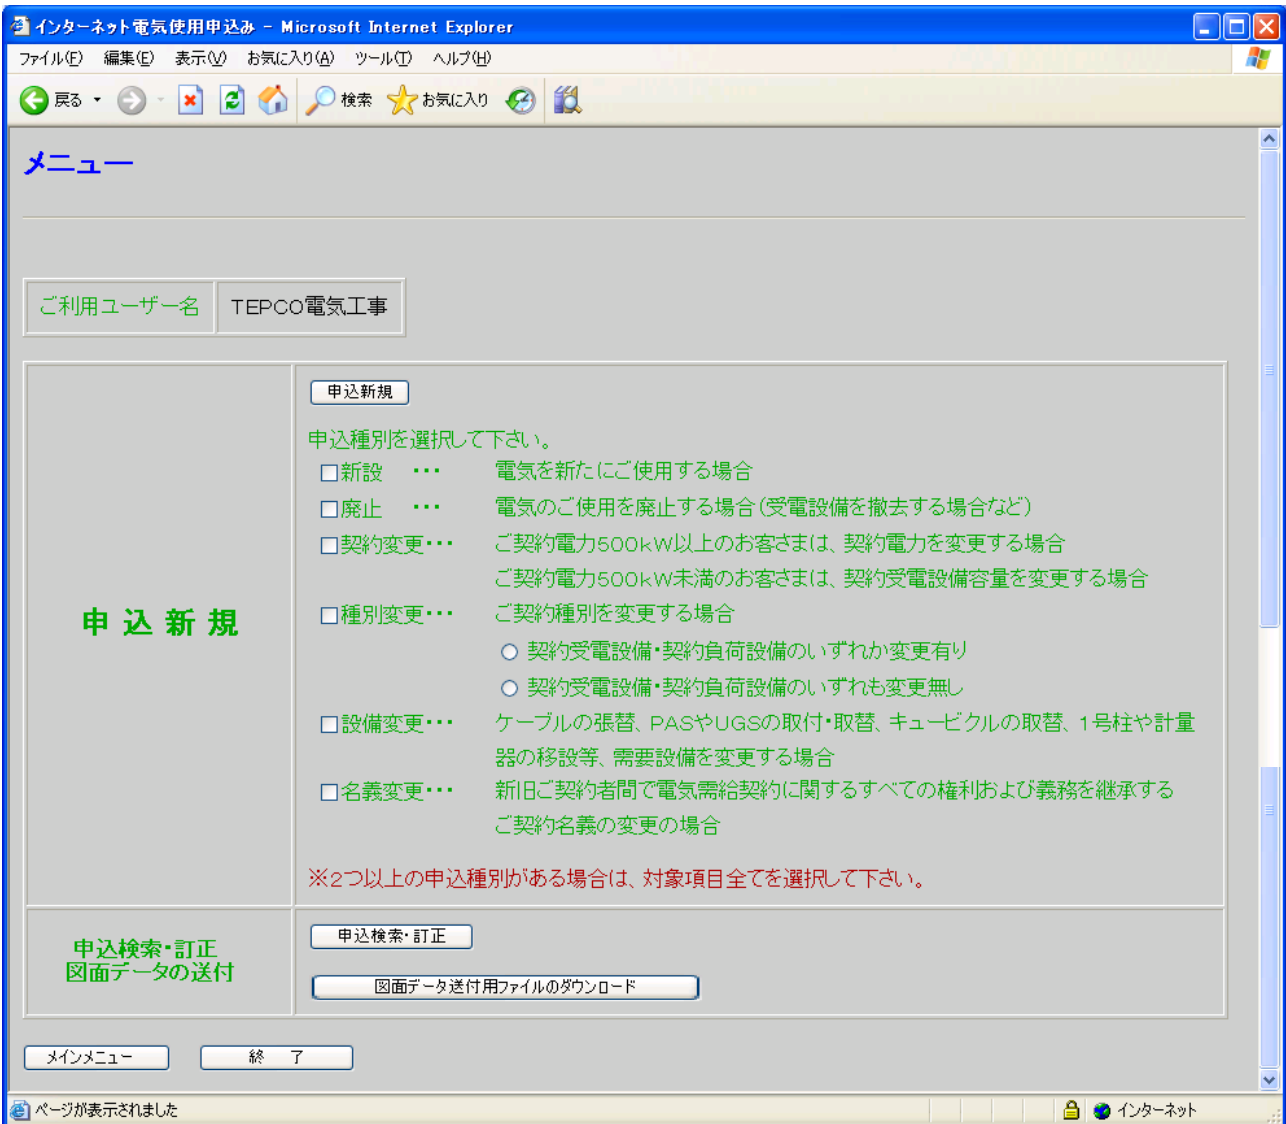 インターネット電気使用申込み - Microsoft Internet Explorer
ファイル(F) 編集(E) 表示(V) お気に入り(A) ツール(T) ヘルプ(H)
戻る 検索 お気に入り
メニュー
ご利用ユーザー名 TEPCO電気工事
申込新規
申込新規
申込種別を選択して下さい。
新設 ・・・ 電気を新たにご使用する場合
廃止 ・・・ 電気のご使用を廃止する場合(受電設備を撤去する場合など)
契約変更・・・ ご契約電力500kW以上のお客さまは、契約電力を変更する場合
ご契約電力500kW未満のお客さまは、契約受電設備容量を変更する場合
種別変更・・・ ご契約種別を変更する場合
契約受電設備・契約負荷設備のいずれか変更有り
契約受電設備・契約負荷設備のいずれも変更無し
設備変更・・・ ケーブルの張替、PASやUGSの取付・取替、キュービクルの取替、1号柱や計量
器の移設等、需要設備を変更する場合
名義変更・・・ 新旧ご契約者間で電気需給契約に関するすべての権利および義務を継承する
ご契約名義の変更の場合
※2つ以上の申込種別がある場合は、対象項目全てを選択して下さい。
申込検索・訂正
図面データの送付
申込検索・訂正
図面データ送付用ファイルのダウンロード
メインメニュー 終 了
ページが表示されました インターネット